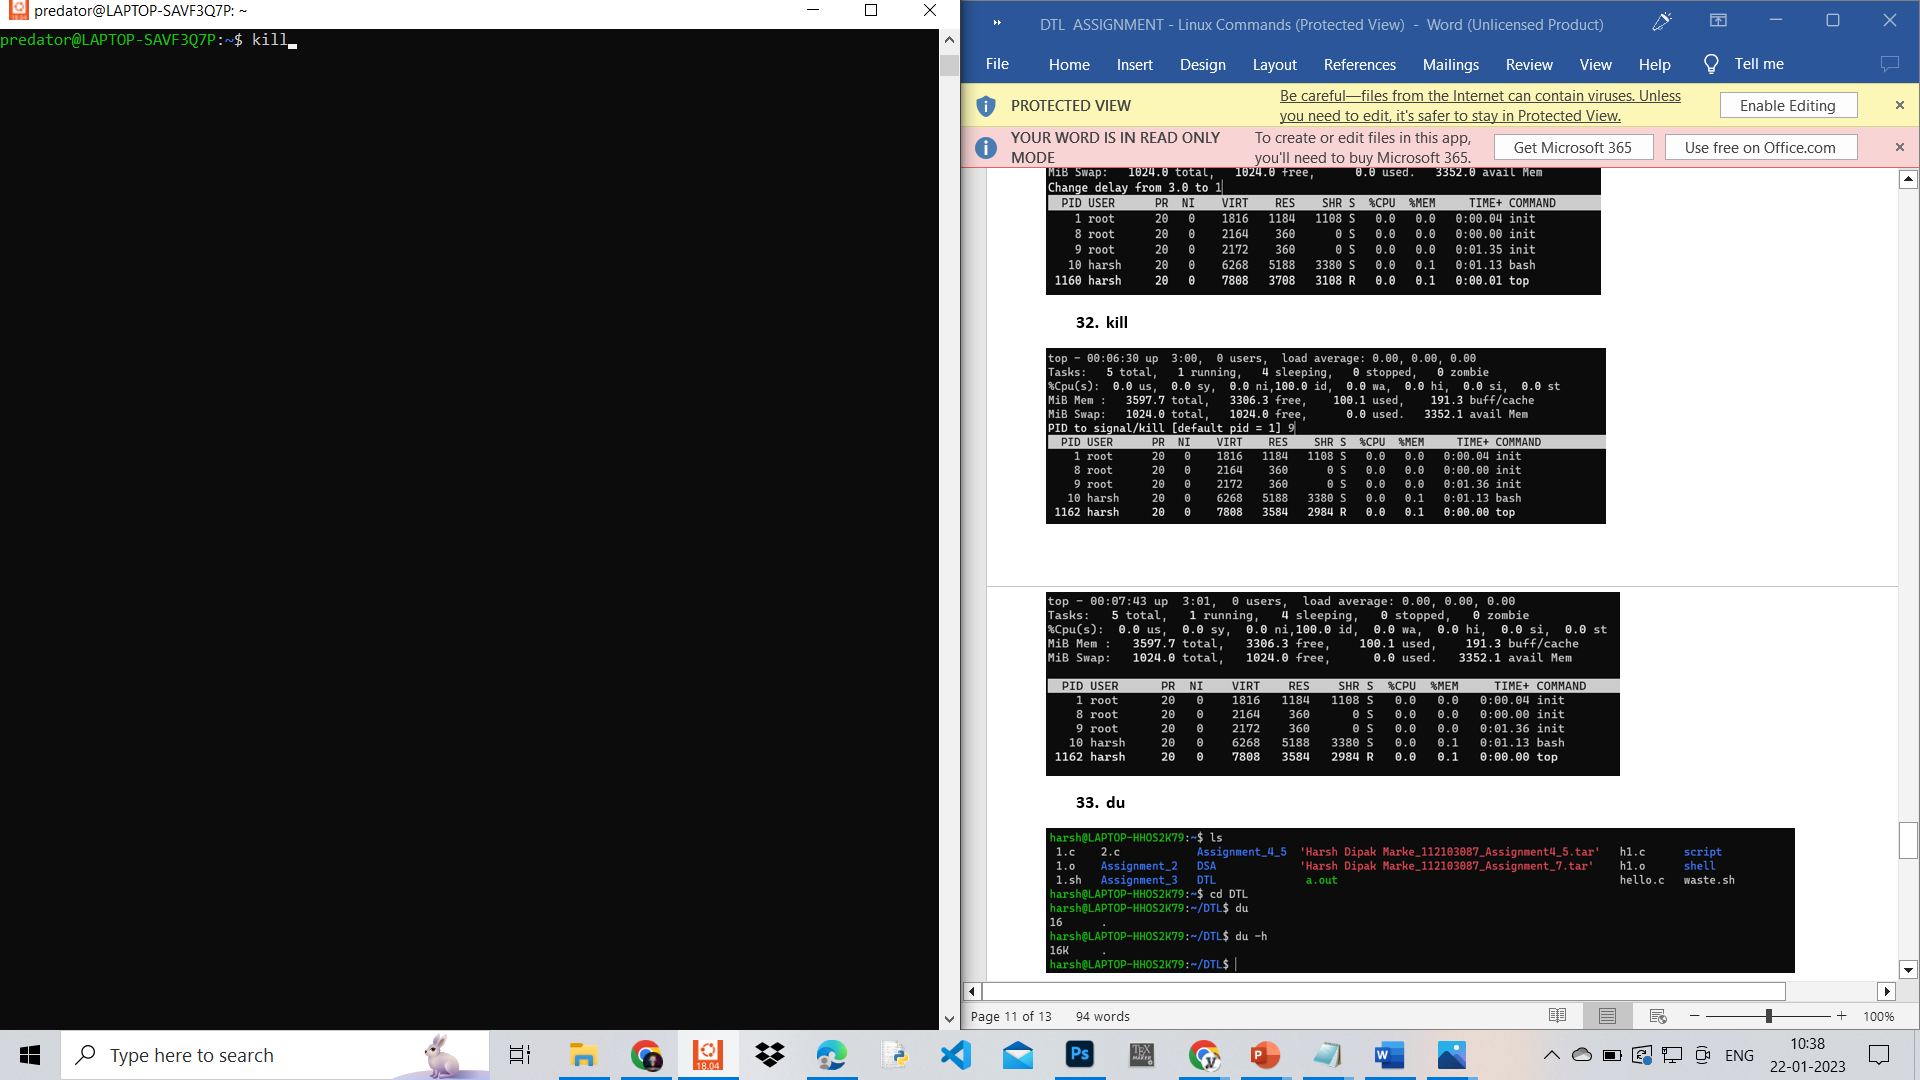 predator@LAPTOP-SAVF3Q7P: ~
predator@LAPTOP-SAVF3Q7P:~$ kill
DTL ASSIGNMENT - Linux Commands (Protected View) - Word (Unlicensed Product)
File Home Insert Design Layout References Mailings Review View Help Tell me
PROTECTED VIEW
Be careful—files from the Internet can contain viruses. Unless
you need to edit, it's safer to stay in Protected View.
Enable Editing
YOUR WORD IS IN READ ONLY
MODE
To create or edit files in this app,
you'll need to buy Microsoft 365.
Get Microsoft 365
Use free on Office.com
MiB Swap: 1024.0 total, 1024.0 free, 0.0 used. 3352.0 avail Mem
Change delay from 3.0 to 1
PID USER PR NI VIRT RES SHR S %CPU %MEM TIME+ COMMAND
1 root 20 0 1816 1184 1108 S 0.0 0.0 0:00.04 init
8 root 20 0 2164 360 0 S 0.0 0.0 0:00.00 init
9 root 20 0 2172 360 0 S 0.0 0.0 0:01.35 init
10 harsh 20 0 6268 5188 3380 S 0.0 0.1 0:01.13 bash
1160 harsh 20 0 7808 3708 3108 R 0.0 0.1 0:00.01 top
32. kill
top - 00:06:30 up 3:00, 0 users, load average: 0.00, 0.00, 0.00
Tasks: 5 total, 1 running, 4 sleeping, 0 stopped, 0 zombie
%Cpu(s): 0.0 us, 0.0 sy, 0.0 ni,100.0 id, 0.0 wa, 0.0 hi, 0.0 si, 0.0 st
MiB Mem : 3597.7 total, 3306.3 free, 100.1 used, 191.3 buff/cache
MiB Swap: 1024.0 total, 1024.0 free, 0.0 used. 3352.1 avail Mem
PID to signal/kill [default pid = 1] 9
PID USER PR NI VIRT RES SHR S %CPU %MEM TIME+ COMMAND
1 root 20 0 1816 1184 1108 S 0.0 0.0 0:00.04 init
8 root 20 0 2164 360 0 S 0.0 0.0 0:00.00 init
9 root 20 0 2172 360 0 S 0.0 0.0 0:01.36 init
10 harsh 20 0 6268 5188 3380 S 0.0 0.1 0:01.13 bash
1162 harsh 20 0 7808 3584 2984 R 0.0 0.1 0:00.00 top
top - 00:07:43 up 3:01, 0 users, load average: 0.00, 0.00, 0.00
Tasks: 5 total, 1 running, 4 sleeping, 0 stopped, 0 zombie
%Cpu(s): 0.0 us, 0.0 sy, 0.0 ni,100.0 id, 0.0 wa, 0.0 hi, 0.0 si, 0.0 st
MiB Mem : 3597.7 total, 3306.3 free, 100.1 used, 191.3 buff/cache
MiB Swap: 1024.0 total, 1024.0 free, 0.0 used. 3352.1 avail Mem
PID USER PR NI VIRT RES SHR S %CPU %MEM TIME+ COMMAND
1 root 20 0 1816 1184 1108 S 0.0 0.0 0:00.04 init
8 root 20 0 2164 360 0 S 0.0 0.0 0:00.00 init
9 root 20 0 2172 360 0 S 0.0 0.0 0:01.36 init
10 harsh 20 0 6268 5188 3380 S 0.0 0.1 0:01.13 bash
1162 harsh 20 0 7808 3584 2984 R 0.0 0.1 0:00.00 top
33. du
harsh@LAPTOP-HHOS2K79:~$ ls
1.c 2.c Assignment_4_5 'Harsh Dipak Marke_112103087_Assignment4_5.tar' h1.c script
1.o Assignment_2 DSA 'Harsh Dipak Marke_112103087_Assignment_7.tar' h1.o shell
1.sh Assignment_3 DTL a.out hello.c waste.sh
harsh@LAPTOP-HHOS2K79:~$ cd DTL
harsh@LAPTOP-HHOS2K79:~/DTL$ du
16 .
harsh@LAPTOP-HHOS2K79:~/DTL$ du -h
16K .
harsh@LAPTOP-HHOS2K79:~/DTL$
Page 11 of 13 94 words
100%
Type here to search
18.04
Ps
ENG
10:38
22-01-2023